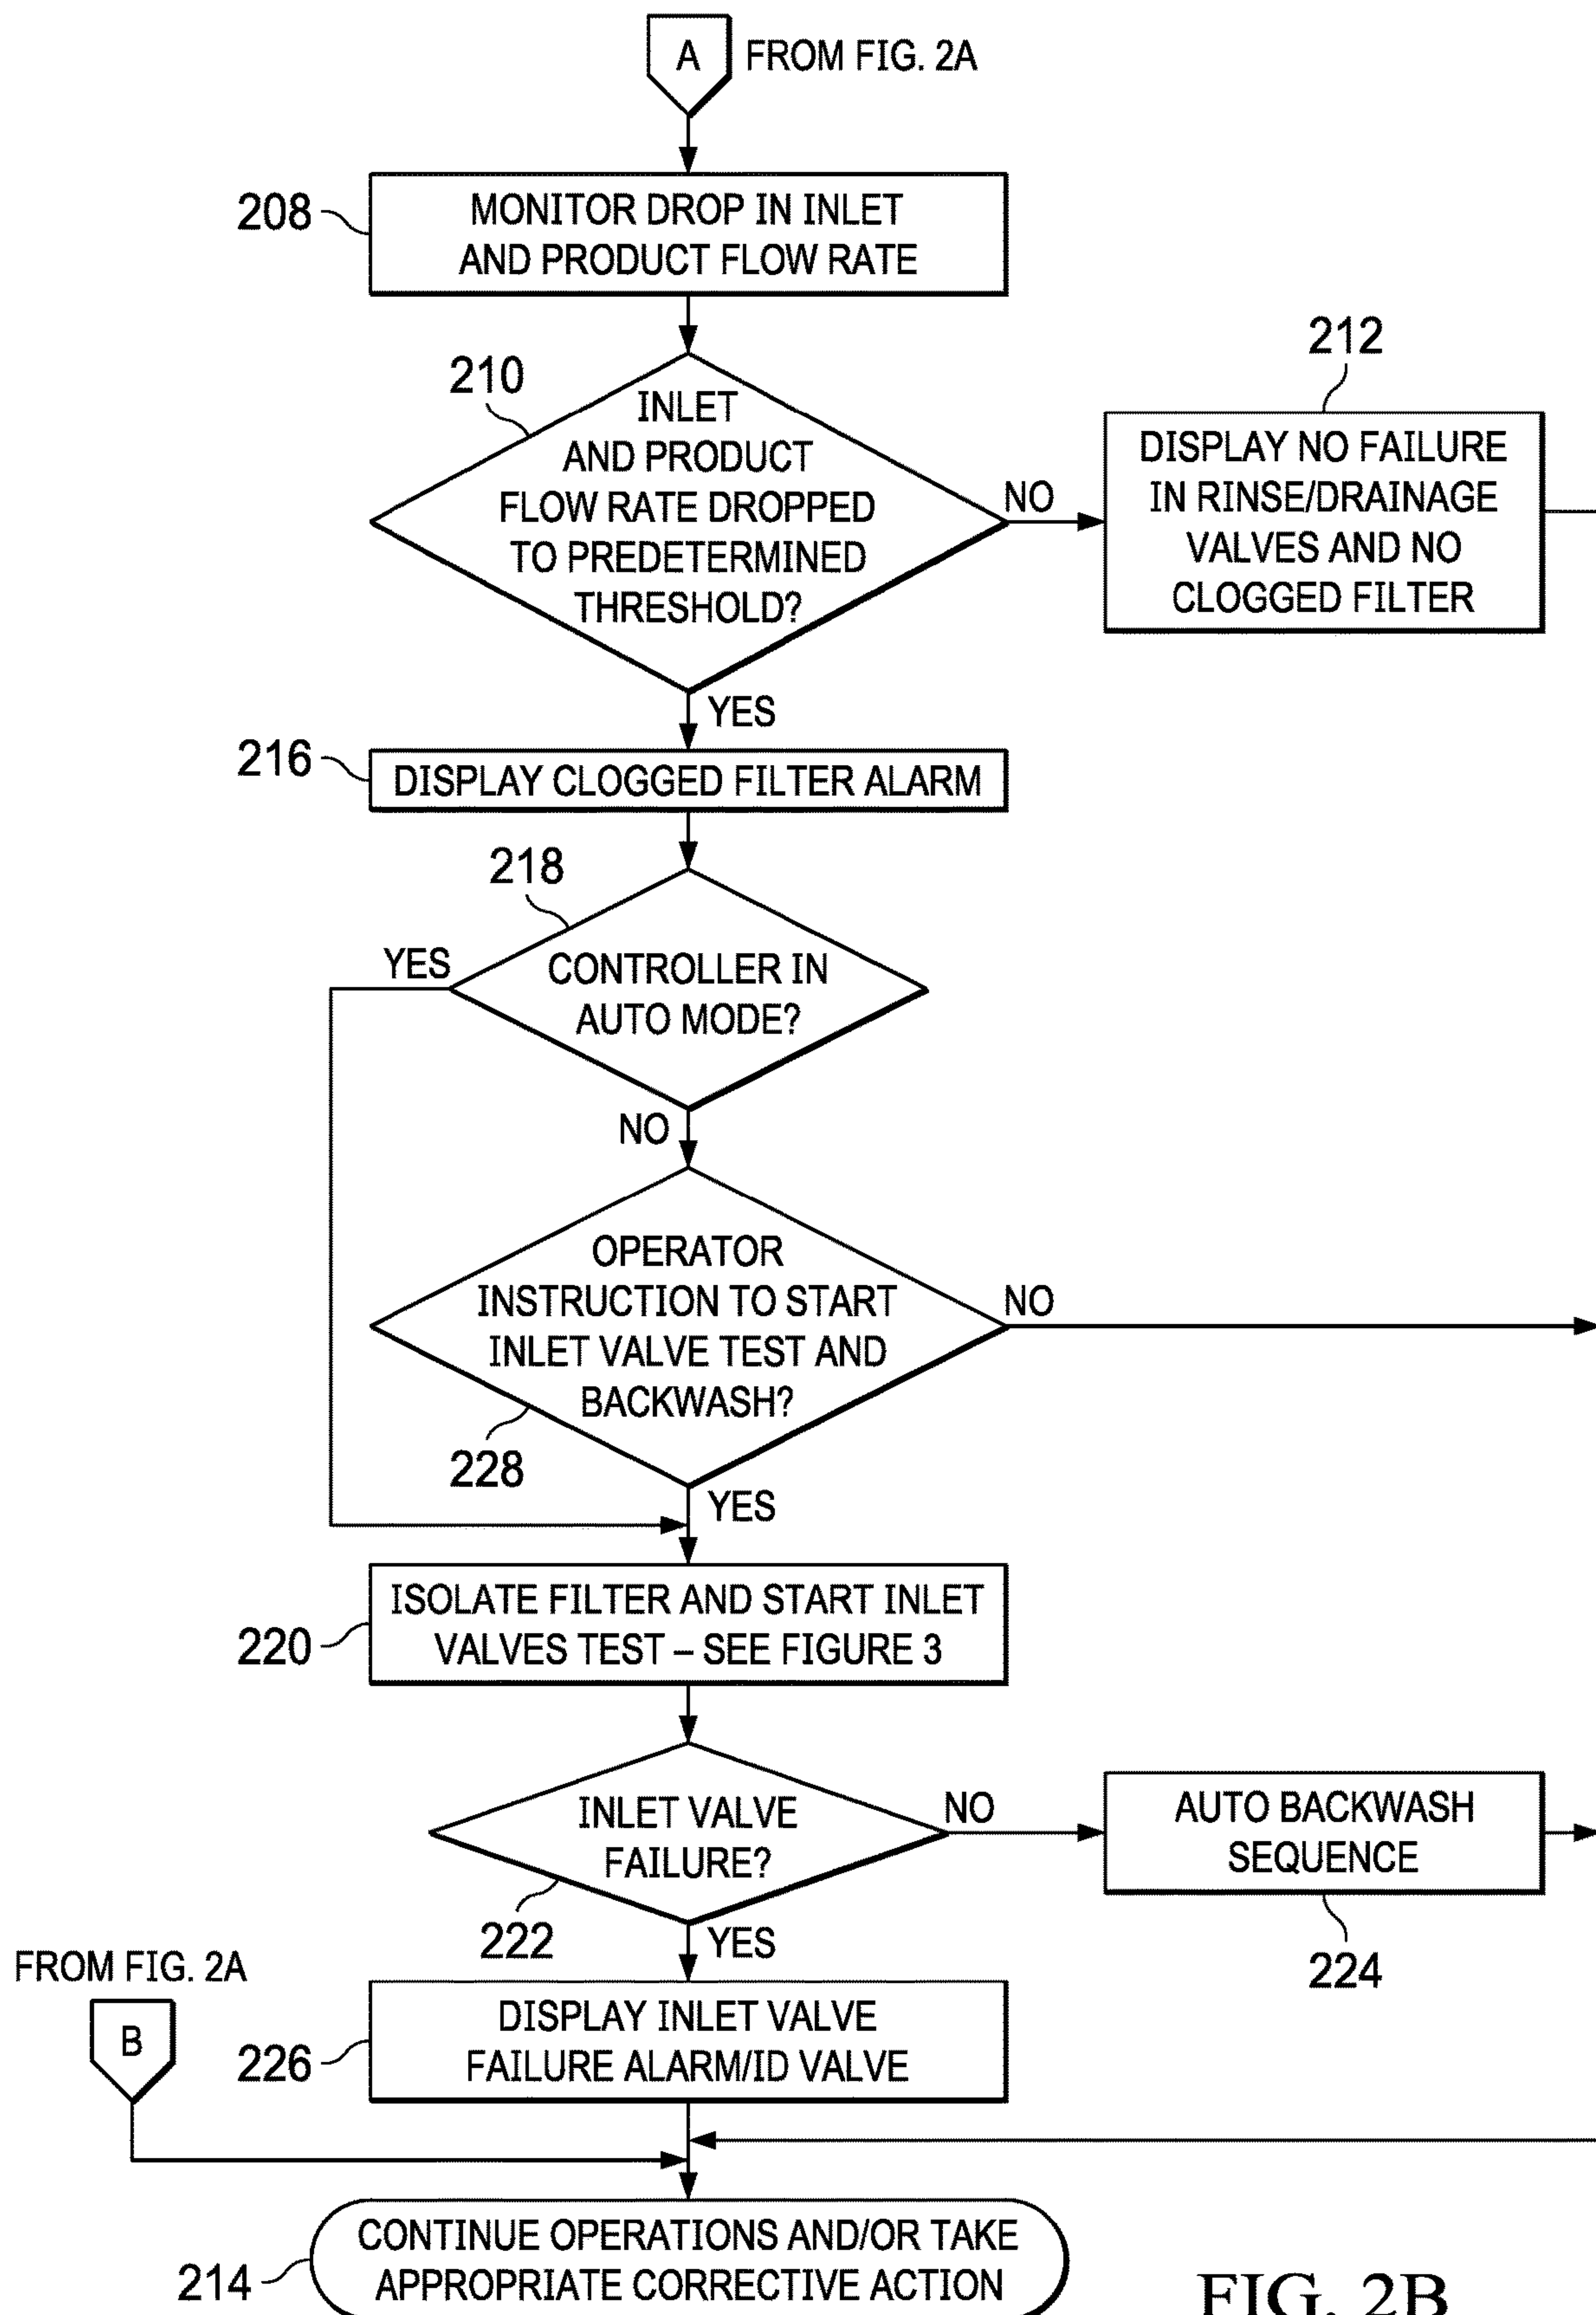 A FROM FIG. 2A
208
MONITOR DROP IN INLET
AND PRODUCT FLOW RATE
210
INLET
AND PRODUCT
FLOW RATE DROPPED
TO PREDETERMINED
THRESHOLD?
NO
212
DISPLAY NO FAILURE
IN RINSE/DRAINAGE
VALVES AND NO
CLOGGED FILTER
YES
216
DISPLAY CLOGGED FILTER ALARM
218
YES
CONTROLLER IN
AUTO MODE?
NO
OPERATOR
INSTRUCTION TO START
INLET VALVE TEST AND
BACKWASH?
NO
228
YES
220
ISOLATE FILTER AND START INLET
VALVES TEST – SEE FIGURE 3
INLET VALVE
FAILURE?
222
NO
AUTO BACKWASH
SEQUENCE
224
YES
FROM FIG. 2A
B
226
DISPLAY INLET VALVE
FAILURE ALARM/ID VALVE
214
CONTINUE OPERATIONS AND/OR TAKE
APPROPRIATE CORRECTIVE ACTION
FIG. 2B